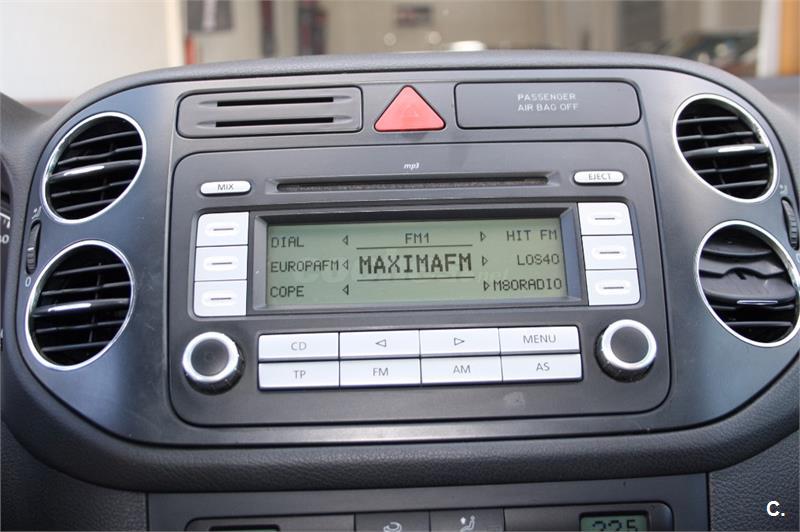 PASSENGER
AIR BAG OFF
mp3
MIX
EJECT
DIAL FM1 HIT FM
EUROPAFM MAXIMAFM LOS40
COPE M80RADIO
CD MENU
TP FM AM AS
225
C.